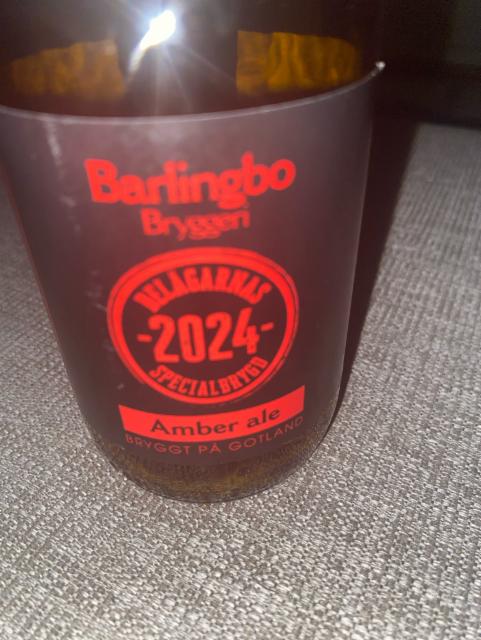 Barlingbo
Bryggeri
DELÄGARNAS
-2024-
SPECIALBRYGD
Amber ale
BRYGGT PÅ GOTLAND